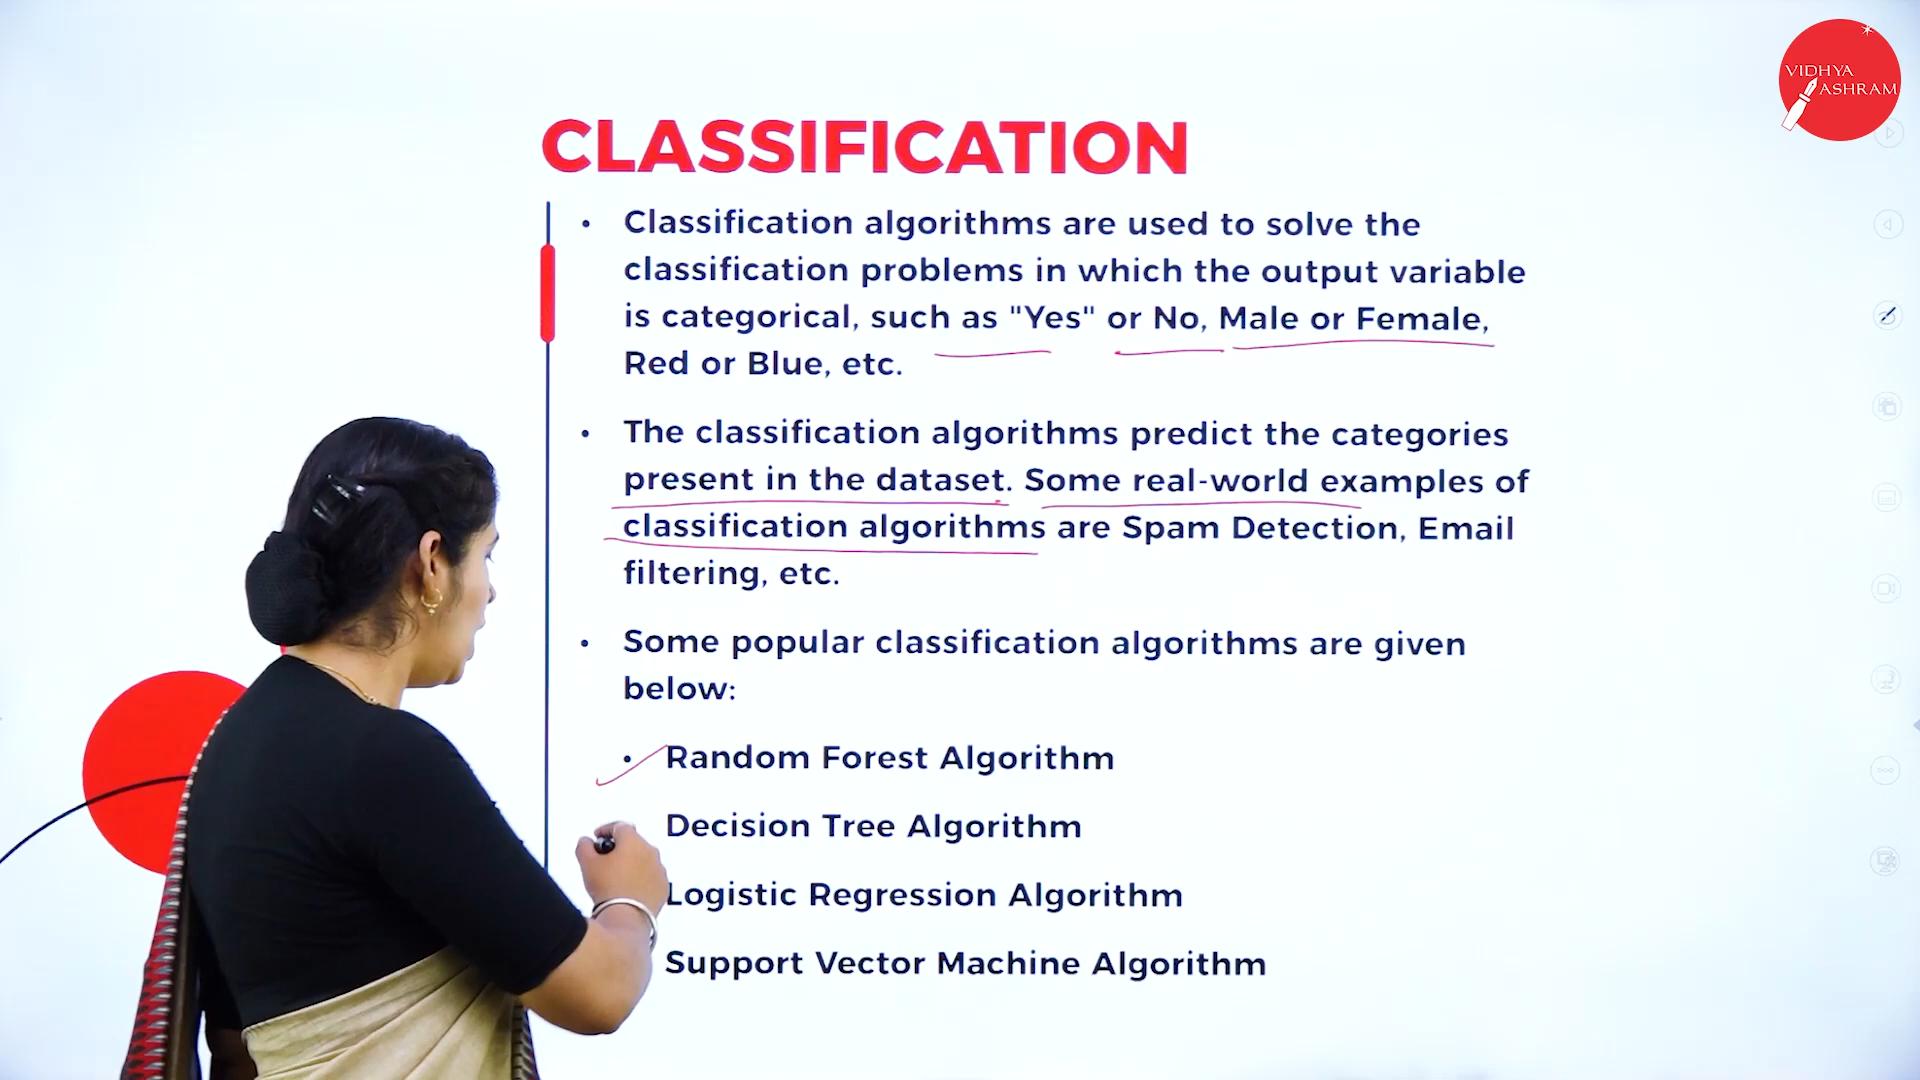 VIDHYA
ASHRAM
CLASSIFICATION
• Classification algorithms are used to solve the
classification problems in which the output variable
is categorical, such as "Yes" or No, Male or Female,
Red or Blue, etc.
• The classification algorithms predict the categories
present in the dataset. Some real-world examples of
classification algorithms are Spam Detection, Email
filtering, etc.
• Some popular classification algorithms are given
below:
• Random Forest Algorithm
Decision Tree Algorithm
Logistic Regression Algorithm
Support Vector Machine Algorithm